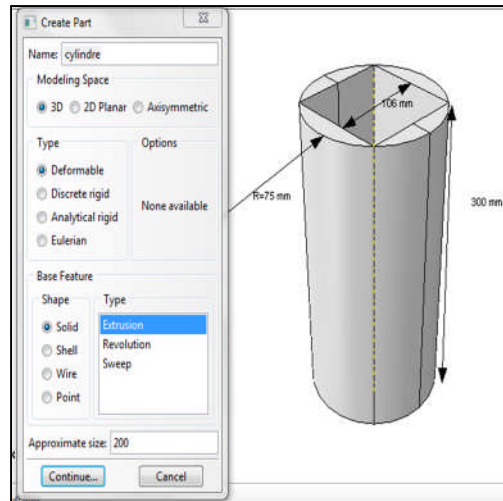 Create Part
Name: cylindre
Modeling Space
3D 2D Planar Axisymmetric
Type
Options
Deformable
Discrete rigid
Analytical rigid
Eulerian
None available
Base Feature
Shape
Type
Solid
Shell
Wire
Point
Extrusion
Revolution
Sweep
Approximate size: 200
Continue...
Cancel
106 mm
R=75 mm
300 mm